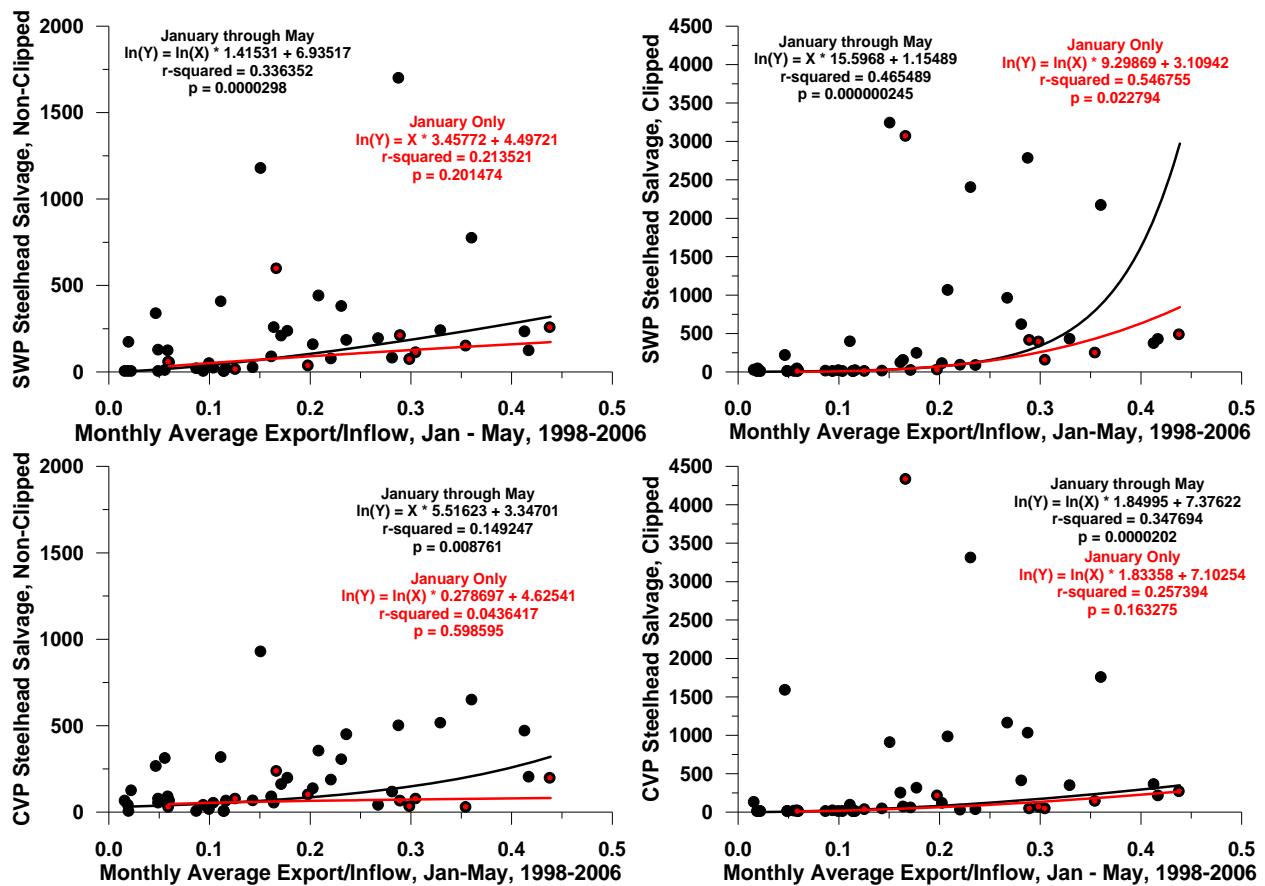 2000
1500
1000
500
0
SWP Steelhead Salvage, Non-Clipped
January through May
ln(Y) = ln(X) * 1.41531 + 6.93517
r-squared = 0.336352
p = 0.0000298
January Only
ln(Y) = X * 3.45772 + 4.49721
r-squared = 0.213521
p = 0.201474
0.0 0.1 0.2 0.3 0.4 0.5
Monthly Average Export/Inflow, Jan - May, 1998-2006
4500
4000
3500
3000
2500
2000
1500
1000
500
0
SWP Steelhead Salvage, Clipped
January through May
ln(Y) = X * 15.5968 + 1.15489
r-squared = 0.465489
p = 0.000000245
January Only
ln(Y) = ln(X) * 9.29869 + 3.10942
r-squared = 0.546755
p = 0.022794
0.0 0.1 0.2 0.3 0.4 0.5
Monthly Average Export/Inflow, Jan-May, 1998-2006
2000
1500
1000
500
0
CVP Steelhead Salvage, Non-Clipped
January through May
ln(Y) = X * 5.51623 + 3.34701
r-squared = 0.149247
p = 0.008761
January Only
ln(Y) = ln(X) * 0.278697 + 4.62541
r-squared = 0.0436417
p = 0.598595
0.0 0.1 0.2 0.3 0.4 0.5
Monthly Average Export/Inflow, Jan-May, 1998-2006
4500
4000
3500
3000
2500
2000
1500
1000
500
0
CVP Steelhead Salvage, Clipped
January through May
ln(Y) = ln(X) * 1.84995 + 7.37622
r-squared = 0.347694
p = 0.0000202
January Only
ln(Y) = ln(X) * 1.83358 + 7.10254
r-squared = 0.257394
p = 0.163275
0.0 0.1 0.2 0.3 0.4 0.5
Monthly Average Export/Inflow, Jan - May, 1998-2006